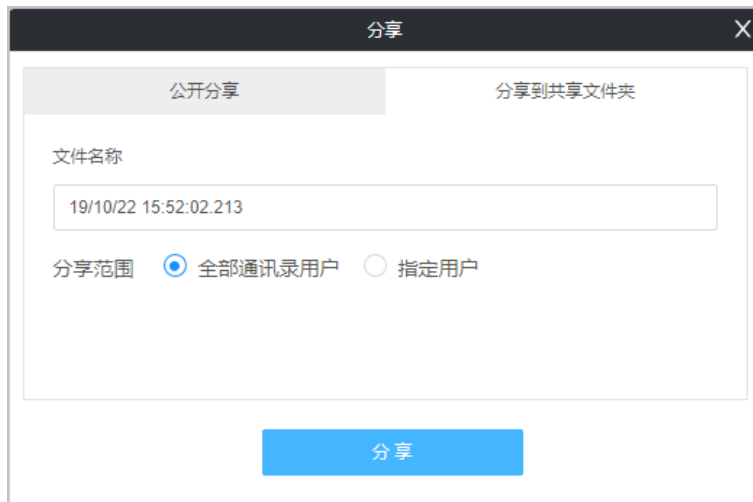 分享 X
公开分享 分享到共享文件夹
文件名称
19/10/22 15:52:02.213
分享范围 全部通讯录用户 指定用户
分 享